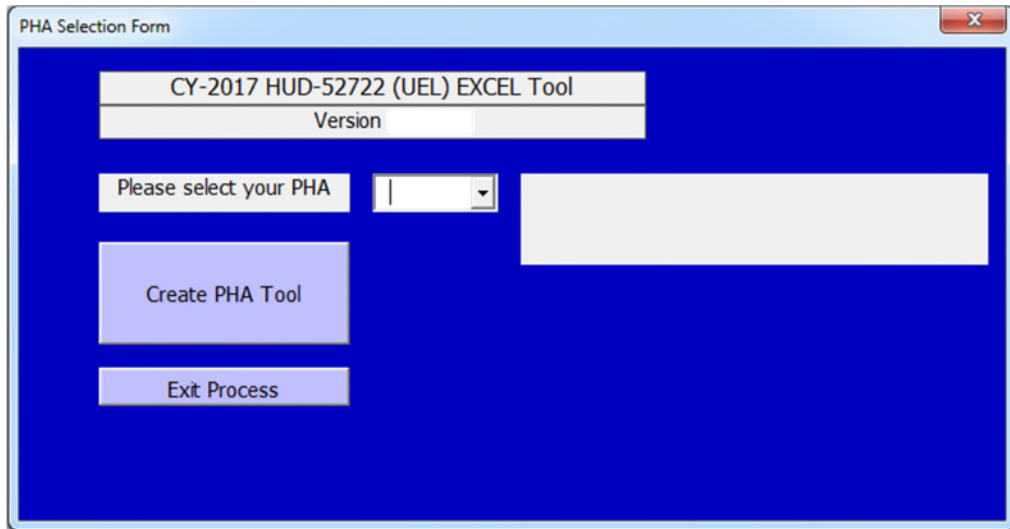 PHA Selection Form
CY-2017 HUD-52722 (UEL) EXCEL Tool
Version
Please select your PHA
Create PHA Tool
Exit Process